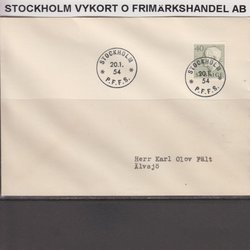 STOCKHOLM VYKORT O FRIMÄRKSHANDEL AB
STOCKHOLM
20.1.
54
* P.F.F.S. *
STOCKHOLM
20.1.
54
* P.F.F.S. *
40
Herr Karl Olov Fält
Älvsjö